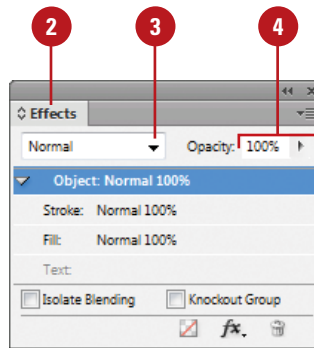 2 3 4
Effects
Normal Opacity: 100%
Object: Normal 100%
Stroke: Normal 100%
Fill: Normal 100%
Text:
Isolate Blending Knockout Group
fx.